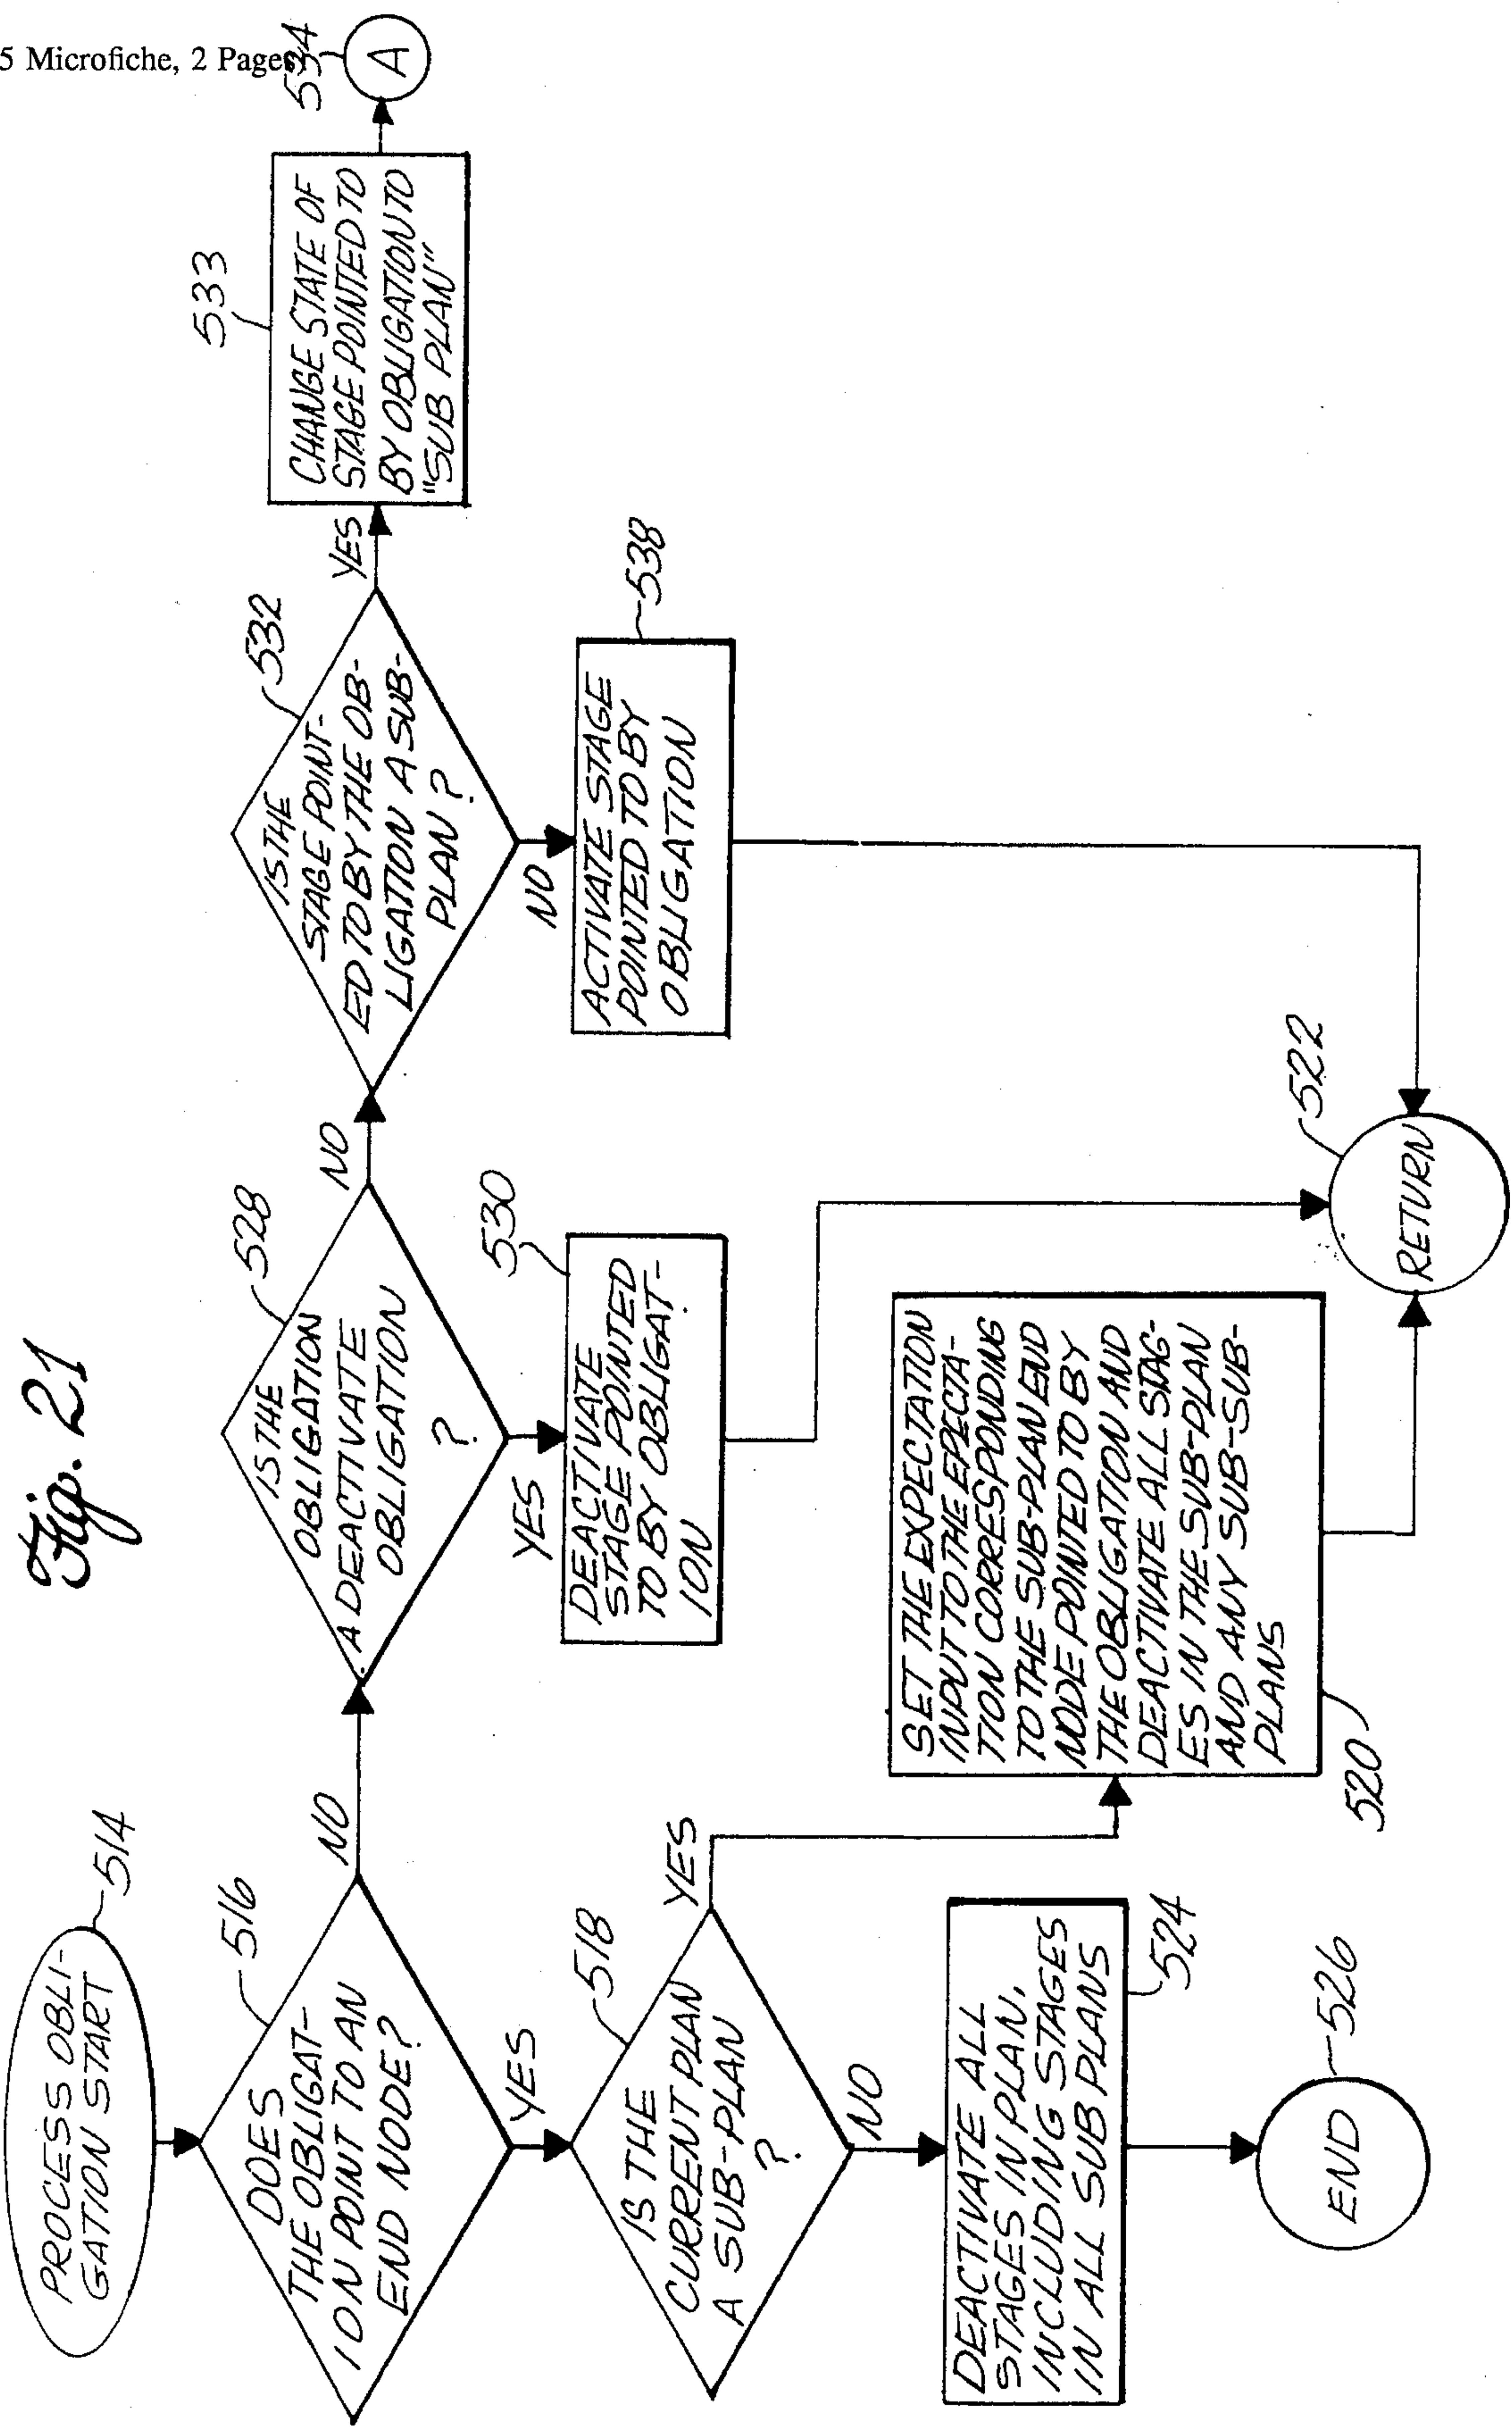 5 Microfiche, 2 Pages
Fig. 21
PROCESS OBLI-
GATION START
514
DOES
THE OBLIGAT-
ION POINT TO AN
END NODE?
516
NO
YES
IS THE
CURRENT PLAN
A SUB-PLAN
?
518
YES
NO
DEACTIVATE ALL
STAGES IN PLAN,
INCLUDING STAGES
IN ALL SUB PLANS
524
END
526
IS THE
OBLIGATION
A DEACTIVATE
OBLIGATION
?
528
NO
YES
DEACTIVATE
STAGE POINTED
TO BY OBLIGAT-
ION
530
SET THE EXPECTATION
INPUT TO THE EPECTA-
TION CORRESPONDING
TO THE SUB-PLAN END
NODE POINTED TO BY
THE OBLIGATION AND
DEACTIVATE ALL STAG-
ES IN THE SUB-PLAN
AND ANY SUB-SUB-
PLANS
520
RETURN
522
IS THE
STAGE POINT-
ED TO BY THE OB-
LIGATION A SUB-
PLAN?
532
YES
NO
ACTIVATE STAGE
POINTED TO BY
OBLIGATION
538
CHANGE STATE OF
STAGE POINTED TO
BY OBLIGATION TO
"SUB PLAN"
533
A
534